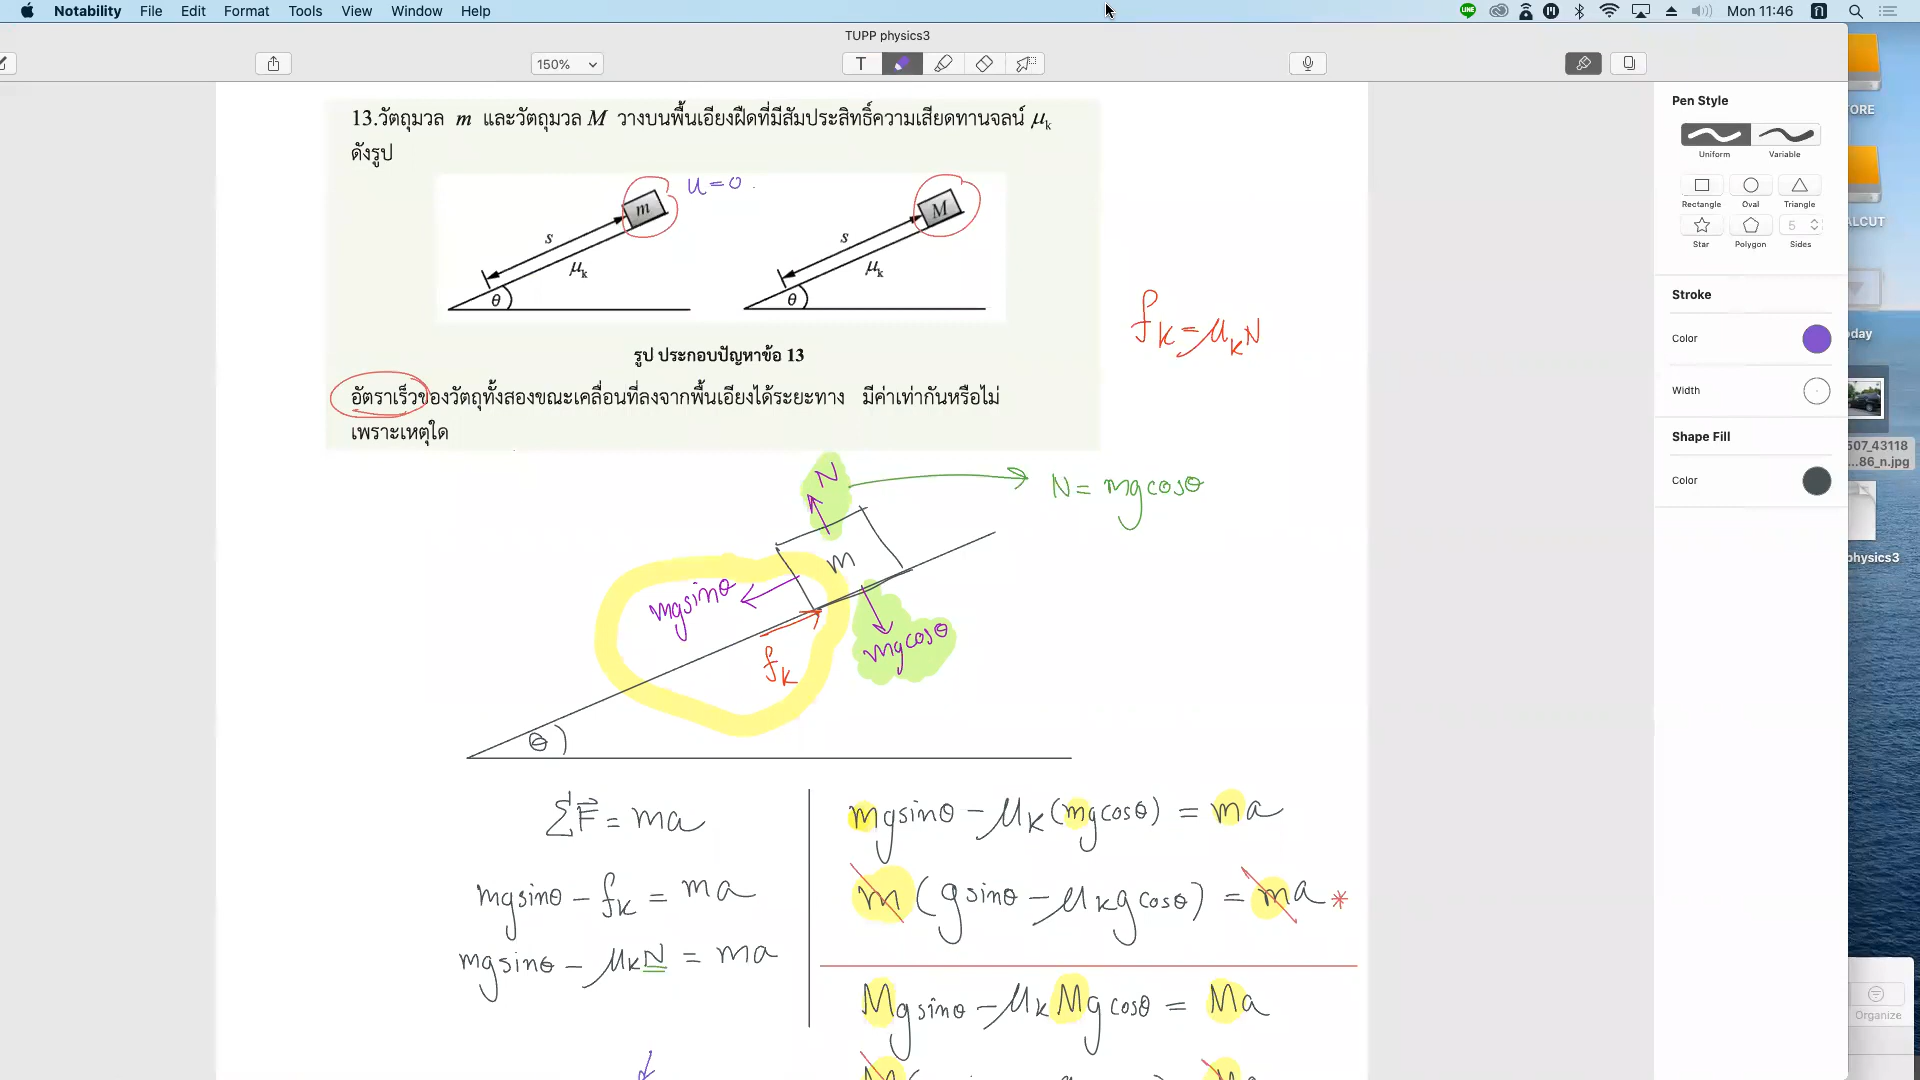 Notability File Edit Format Tools View Window Help Mon 11:46
TUPP physics3
150% T
13.วัตถุมวล m และวัตถุมวล M วางบนพื้นเอียงฝืดที่มีสัมประสิทธิ์ความเสียดทานจลน์ μk
ดังรูป
u=0
m
s
μk
θ
M
s
μk
θ
รูป ประกอบปัญหาข้อ 13
fk=μkN
อัตราเร็วของวัตถุทั้งสองขณะเคลื่อนที่ลงจากพื้นเอียงได้ระยะทาง มีค่าเท่ากันหรือไม่
เพราะเหตุใด
N
N= mgcosθ
m
mgsinθ
mgcosθ
fk
θ
ΣF = ma
mgsinθ - fk = ma
mgsinθ - μkN = ma
mgsinθ - μk(mgcosθ) = ma
m(gsinθ - μkgcosθ) = ma *
Mgsinθ - μkMgcosθ = Ma
Pen Style
Uniform Variable
Rectangle Oval Triangle
5
Star Polygon Sides
Stroke
Color
Width
Shape Fill
Color
ORE
ALCUT
oday
507_43118
...86_n.jpg
physics3
Organize